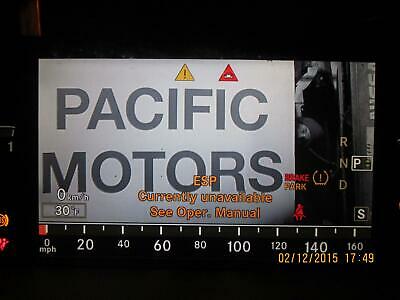 PACIFIC
MOTORS
R
N
D
P
ESP
Currently unavailable
See Oper. Manual
BRAKE
PARK
0 km/h
30°F
S
1
0 20 40 60 80 100 120 140 160
mph
02/12/2015 17:49